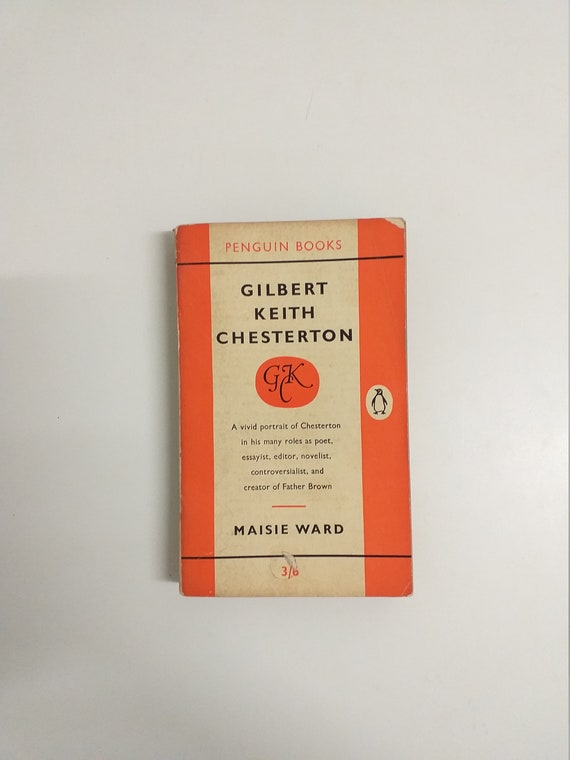 PENGUIN BOOKS
GILBERT
KEITH
CHESTERTON
GKC
A vivid portrait of Chesterton
in his many roles as poet,
essayist, editor, novelist,
controversialist, and
creator of Father Brown
MAISIE WARD
3/6